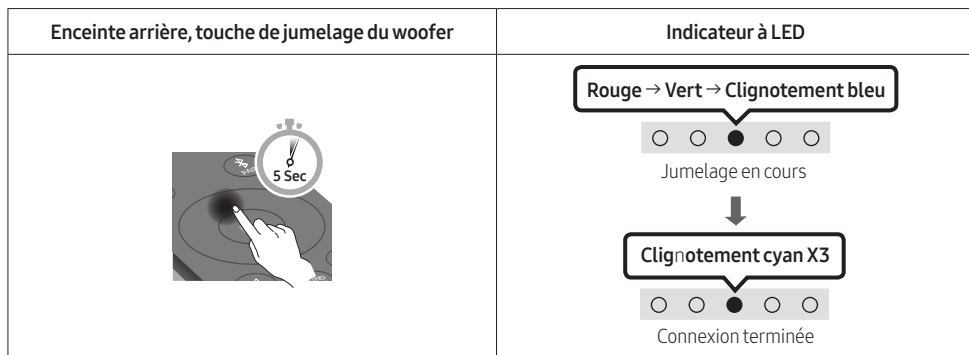 Enceinte arrière, touche de jumelage du woofer
Indicateur à LED
5 Sec
Rouge → Vert → Clignotement bleu
Jumelage en cours
Clignotement cyan X3
Connexion terminée